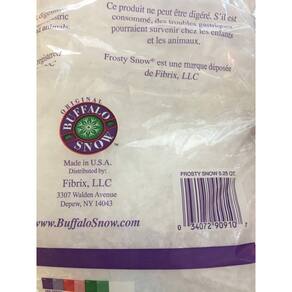 Ce produit ne peut être digéré. S'il est
consommé, des troubles gastriques
pourraient survenir chez les enfants
et les animaux.
Frosty Snow® est une marque déposée
de Fibrix, LLC
ORIGINAL
BUFFALO
SNOW
Made in U.S.A.
Distributed by:
Fibrix, LLC
3307 Walden Avenue
Depew, NY 14043
www.BuffaloSnow.com
FROSTY SNOW 5.25 QT.
0 34072 90910 7